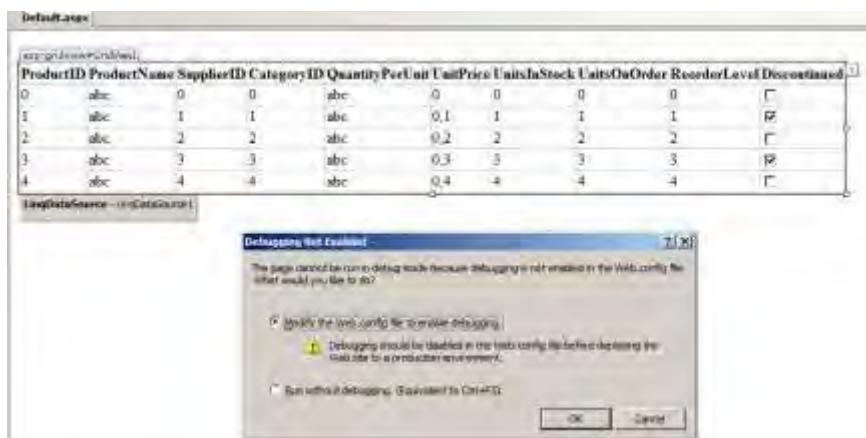 Default.aspx
asp:gridview#GridView1
ProductID ProductName SupplierID CategoryID QuantityPerUnit UnitPrice UnitsInStock UnitsOnOrder ReorderLevel Discontinued
0 abc 0 0 abc 0 0 0 0
1 abc 1 1 abc 0,1 1 1 1
2 abc 2 2 abc 0,2 2 2 2
3 abc 3 3 abc 0,3 3 3 3
4 abc 4 4 abc 0,4 4 4 4
LinqDataSource - LinqDataSource1
Debugging Not Enabled
The page cannot be run in debug mode because debugging is not enabled in the Web.config file.
What would you like to do?
Modify the Web.config file to enable debugging.
Debugging should be disabled in the Web.config file before deploying the
Web site to a production environment.
Run without debugging. (Equivalent to Ctrl+F5)
OK Cancel